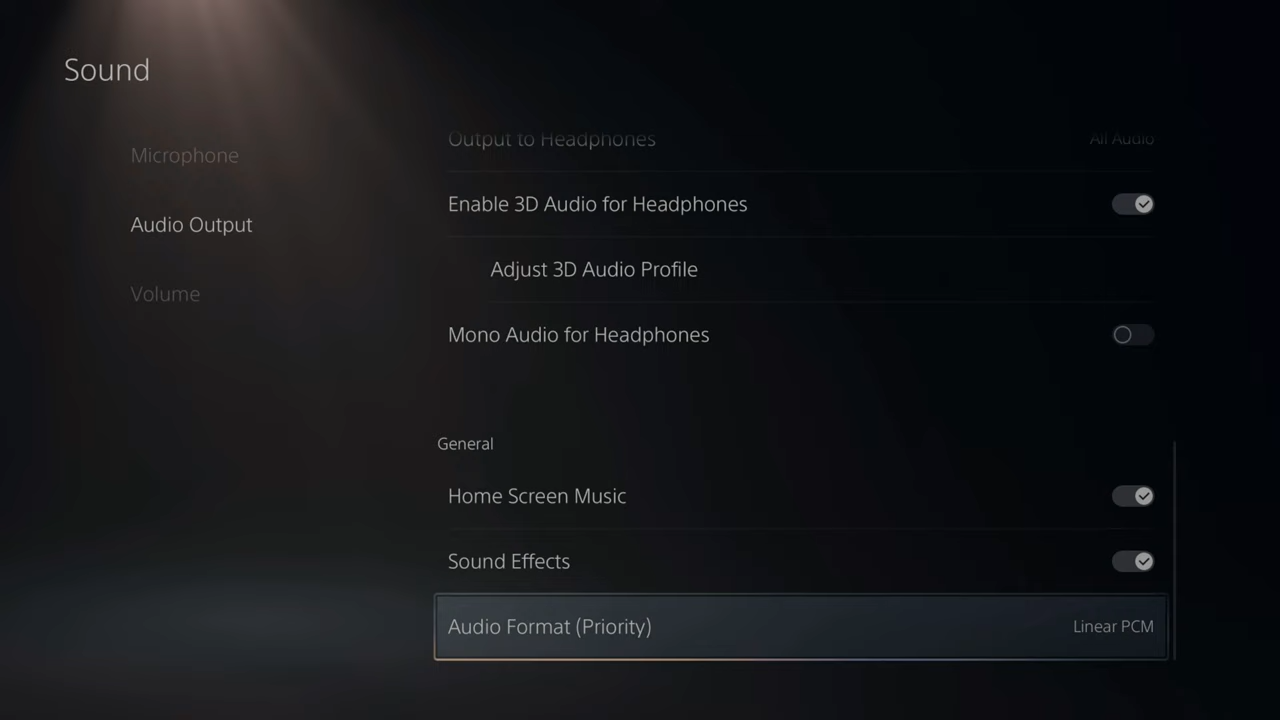 Sound
Microphone
Audio Output
Volume
Output to Headphones All Audio
Enable 3D Audio for Headphones
Adjust 3D Audio Profile
Mono Audio for Headphones
General
Home Screen Music
Sound Effects
Audio Format (Priority) Linear PCM